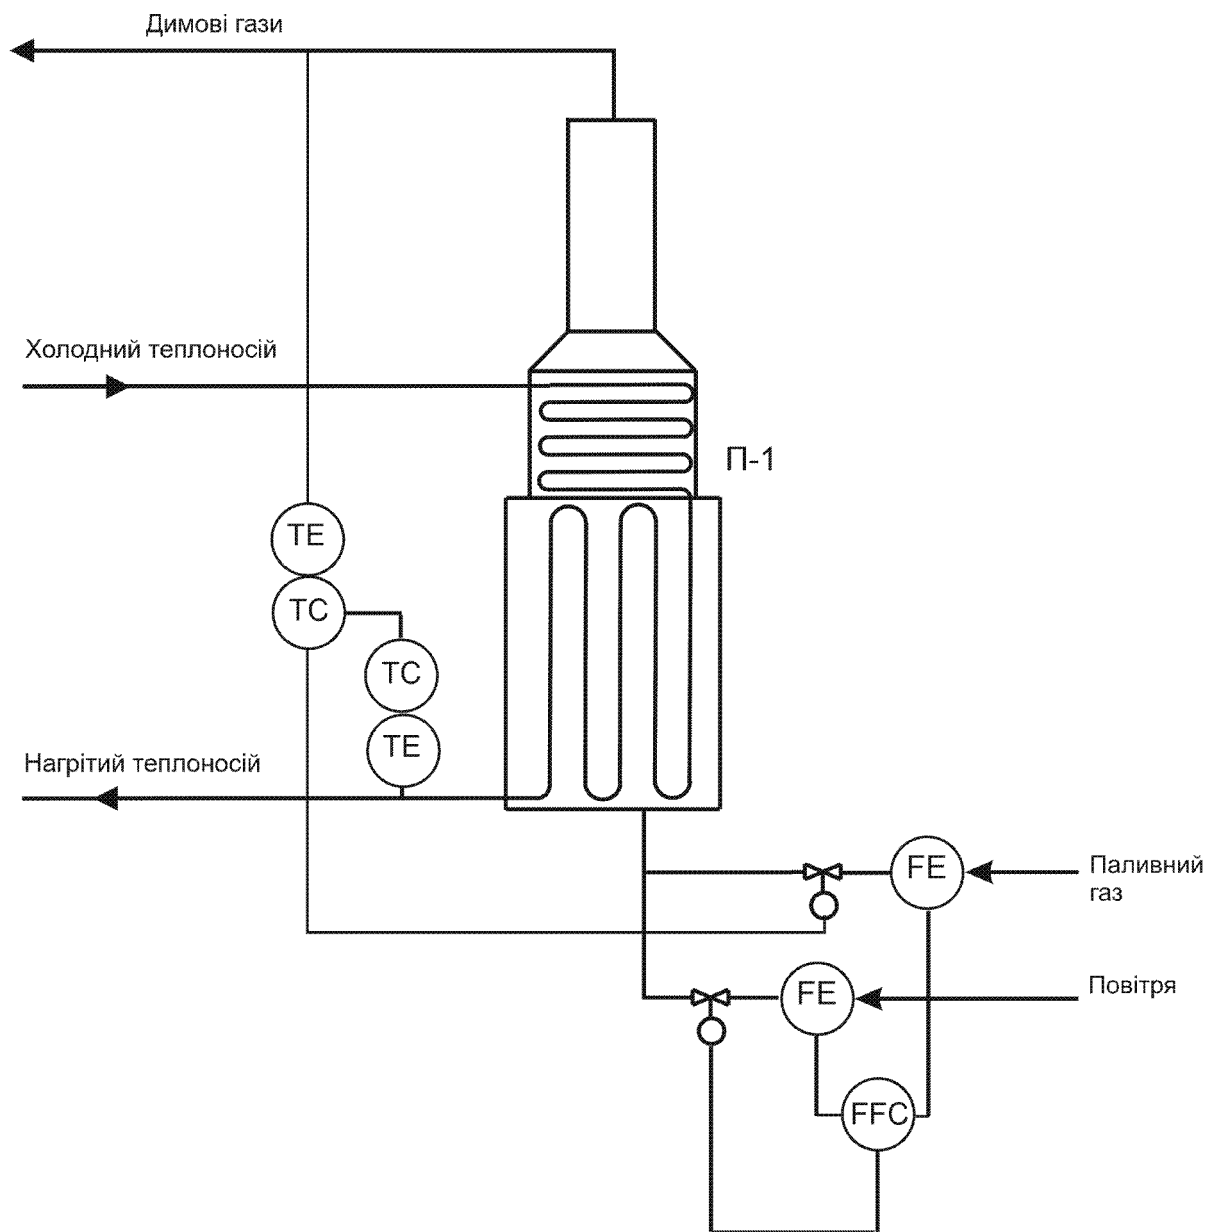 Димові гази
Холодний теплоносій
П-1
TE
TC
TC
TE
Нагрітий теплоносій
FE
Паливний
газ
FE
Повітря
FFC